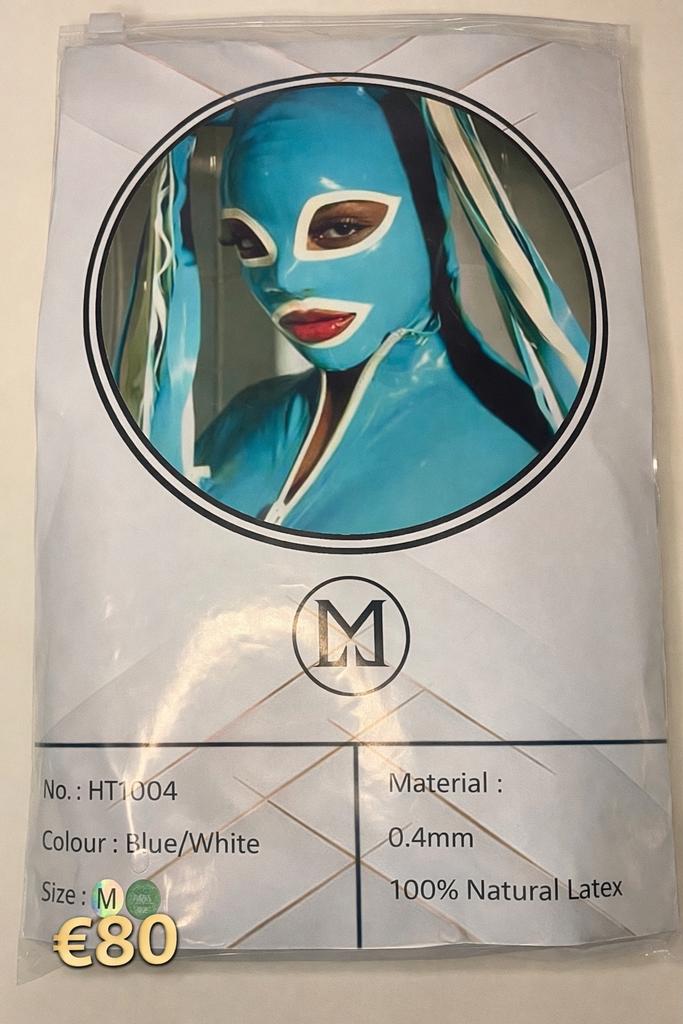 M
No. : HT1004
Colour : Blue/White
Size : M
€80
Material :
0.4mm
100% Natural Latex